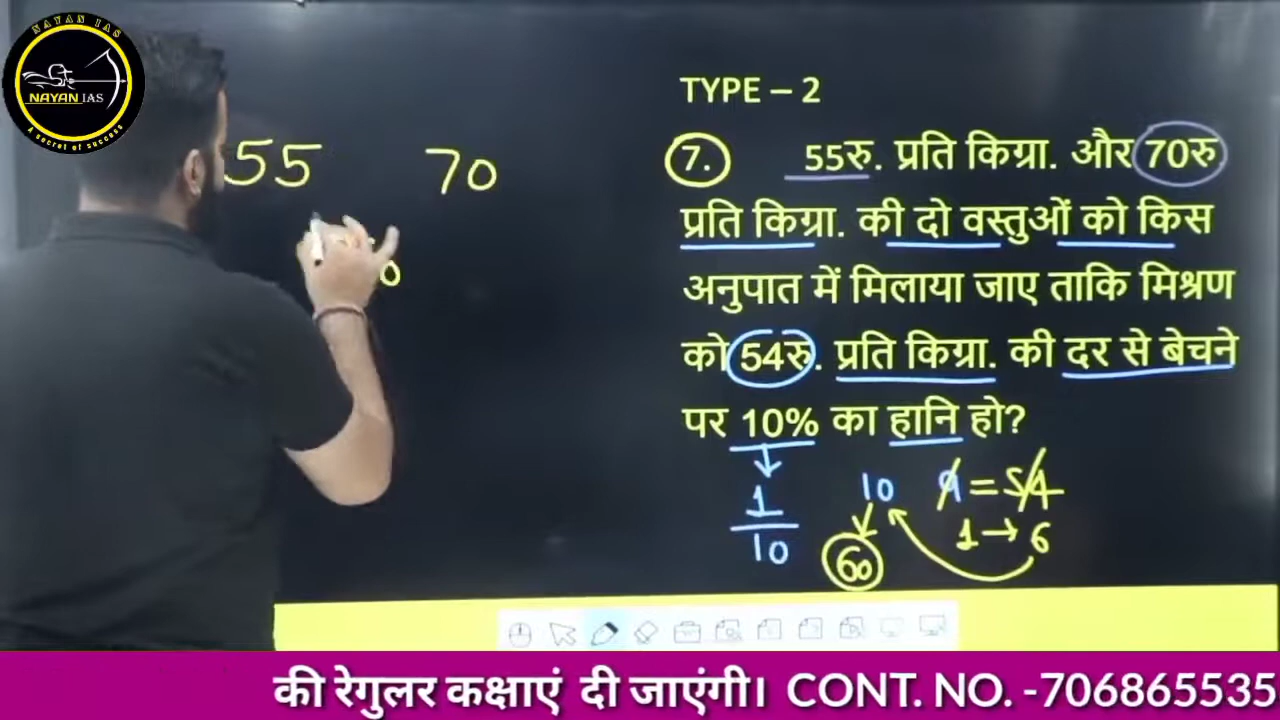 NAYAN IAS
NAYAN IAS
A secret of success
55 70
0
TYPE – 2
7. 55रु. प्रति किग्रा. और 70रु
प्रति किग्रा. की दो वस्तुओं को किस
अनुपात में मिलाया जाए ताकि मिश्रण
को 54रु. प्रति किग्रा. की दर से बेचने
पर 10% का हानि हो?
1
10
10 9 = 54
1 → 6
60
की रेगुलर कक्षाएं दी जाएंगी। CONT. NO. -706865535